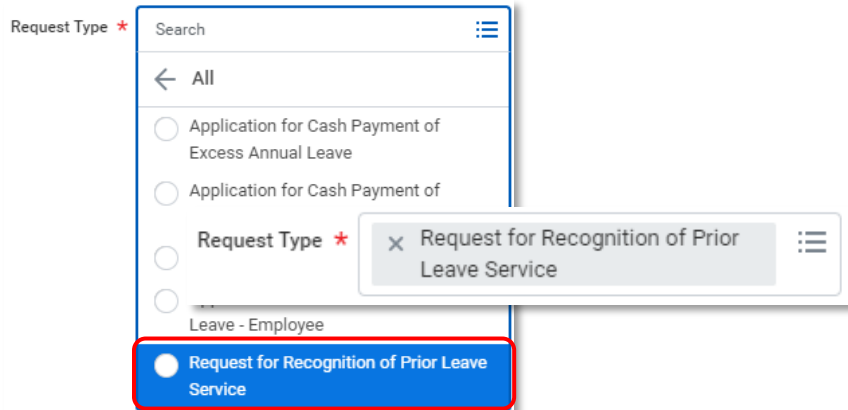 Request Type * Search
← All
Application for Cash Payment of
Excess Annual Leave
Application for Cash Payment of
Request Type * × Request for Recognition of Prior
Leave Service
Leave - Employee
Request for Recognition of Prior Leave
Service